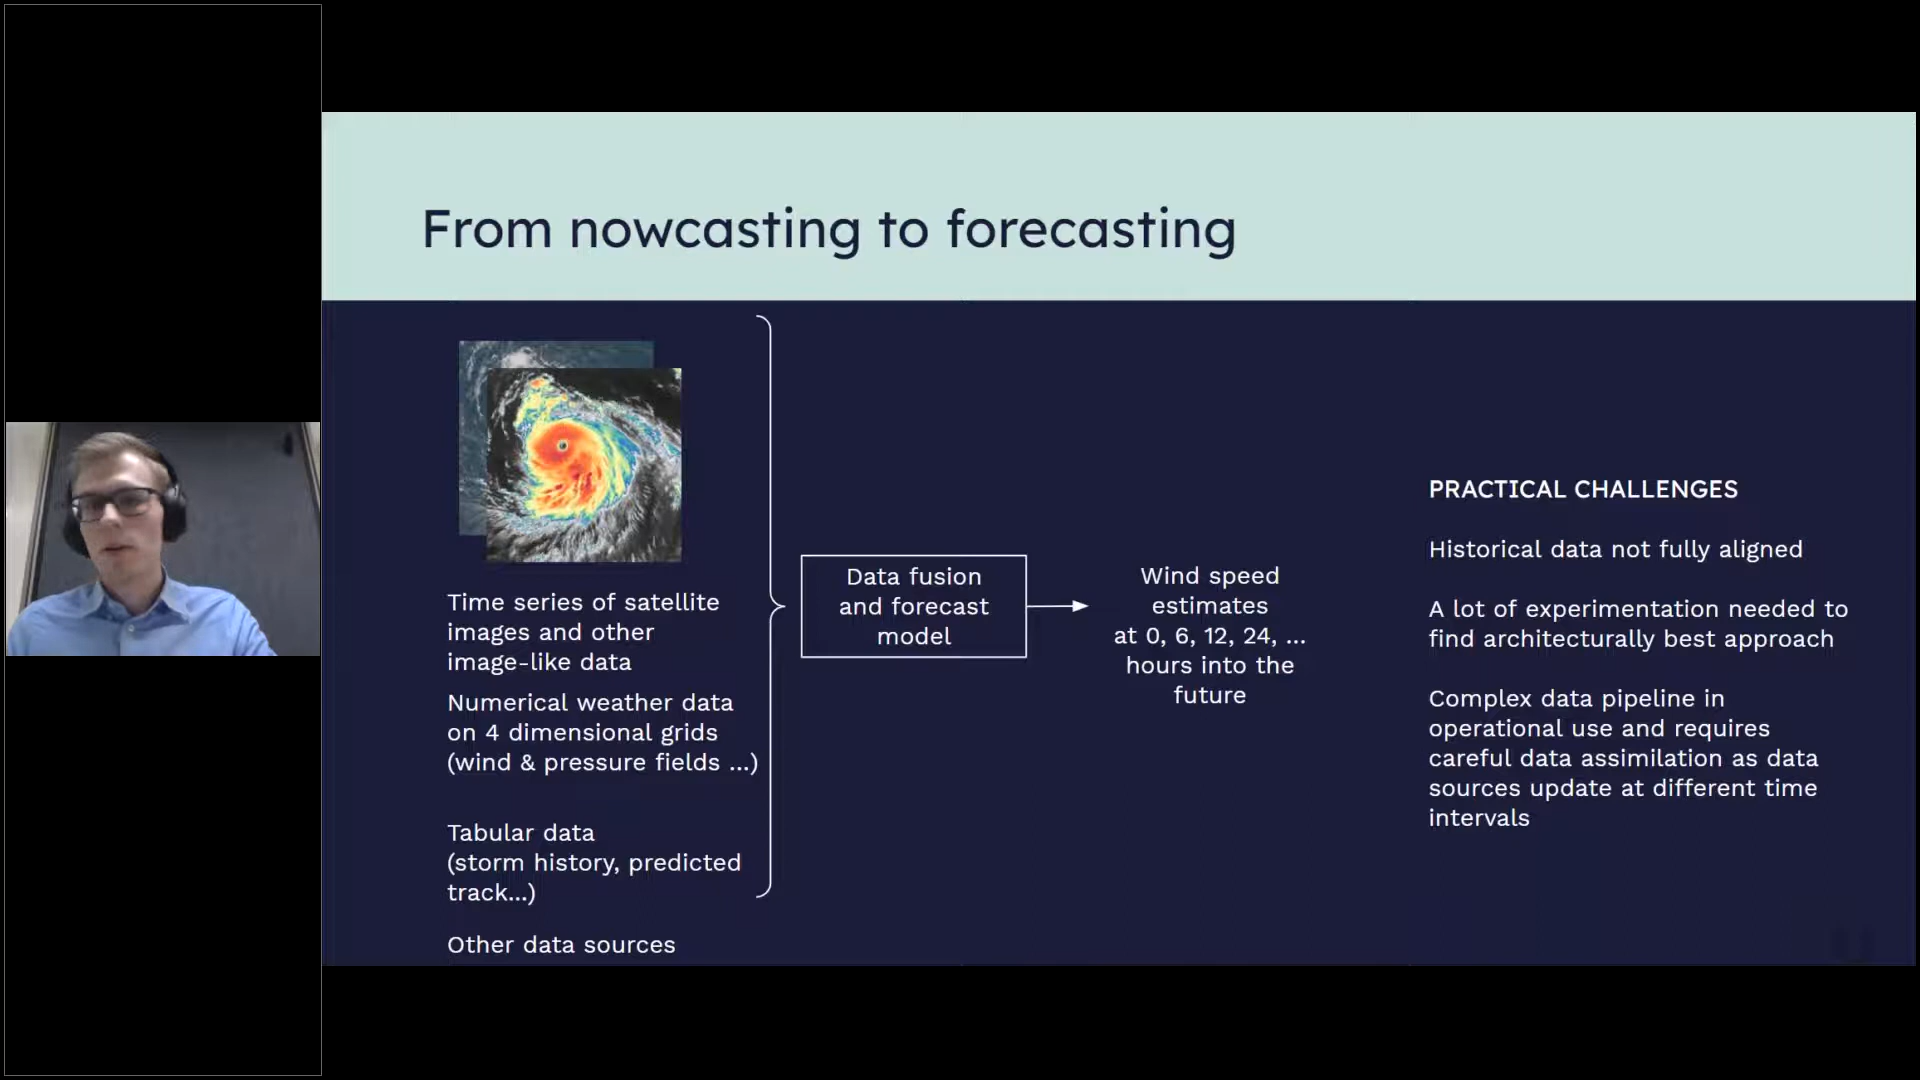 From nowcasting to forecasting
Time series of satellite
images and other
image-like data
Numerical weather data
on 4 dimensional grids
(wind & pressure fields ...)
Tabular data
(storm history, predicted
track...)
Other data sources
Data fusion
and forecast
model
Wind speed
estimates
at 0, 6, 12, 24, ...
hours into the
future
PRACTICAL CHALLENGES
Historical data not fully aligned
A lot of experimentation needed to
find architecturally best approach
Complex data pipeline in
operational use and requires
careful data assimilation as data
sources update at different time
intervals